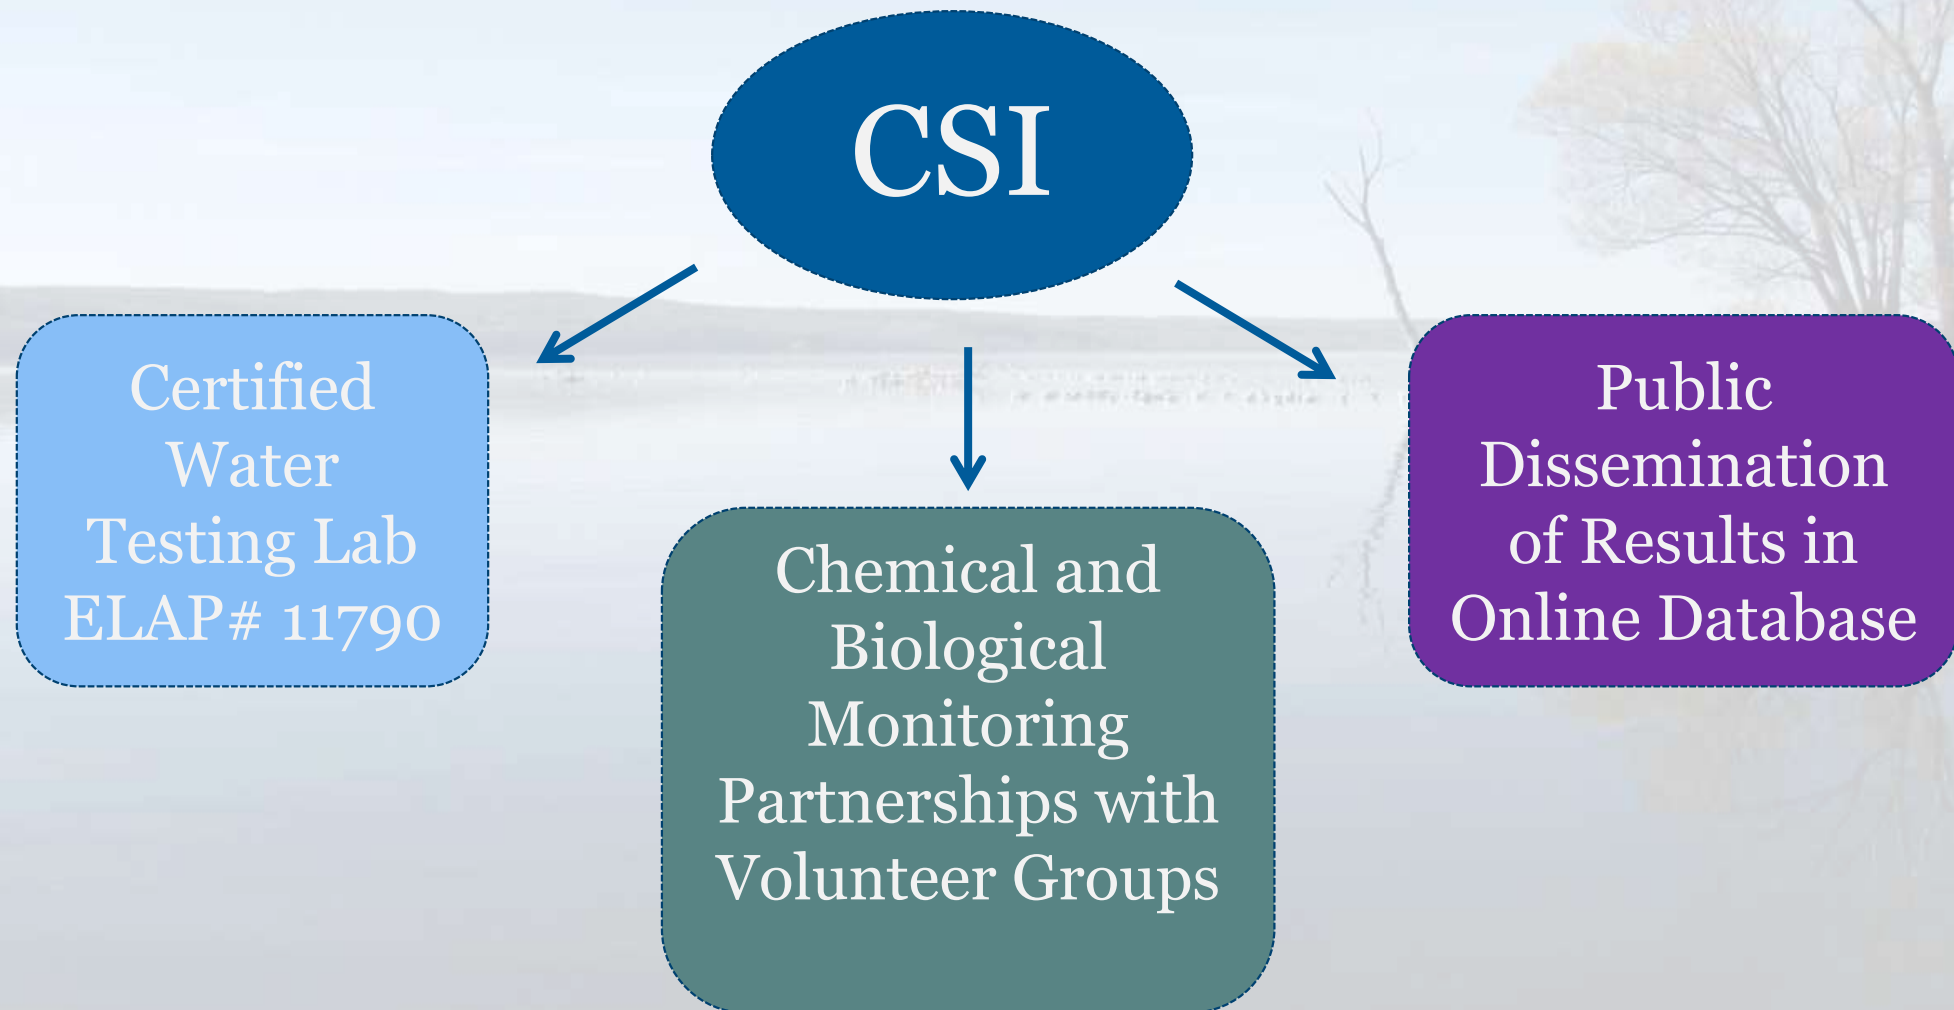 CSI
Certified
Water
Testing Lab
ELAP# 11790
Chemical and
Biological
Monitoring
Partnerships with
Volunteer Groups
Public
Dissemination
of Results in
Online Database